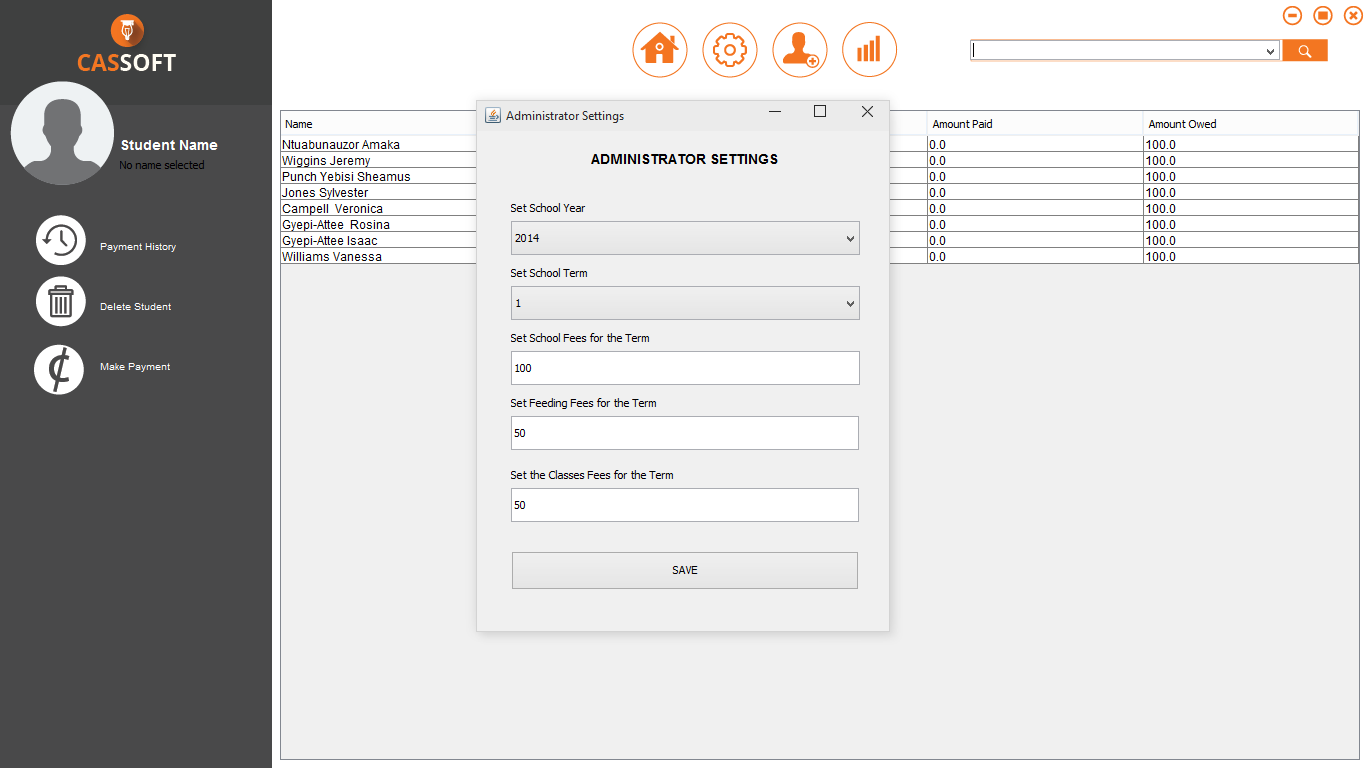 CASSOFT
Student Name
No name selected
Payment History
Delete Student
Make Payment
Name Amount Paid Amount Owed
Ntuabunauzor Amaka 0.0 100.0
Wiggins Jeremy 0.0 100.0
Punch Yebisi Sheamus 0.0 100.0
Jones Sylvester 0.0 100.0
Campell Veronica 0.0 100.0
Gyepi-Attee Rosina 0.0 100.0
Gyepi-Attee Isaac 0.0 100.0
Williams Vanessa 0.0 100.0
Administrator Settings
ADMINISTRATOR SETTINGS
Set School Year
2014
Set School Term
1
Set School Fees for the Term
100
Set Feeding Fees for the Term
50
Set the Classes Fees for the Term
50
SAVE